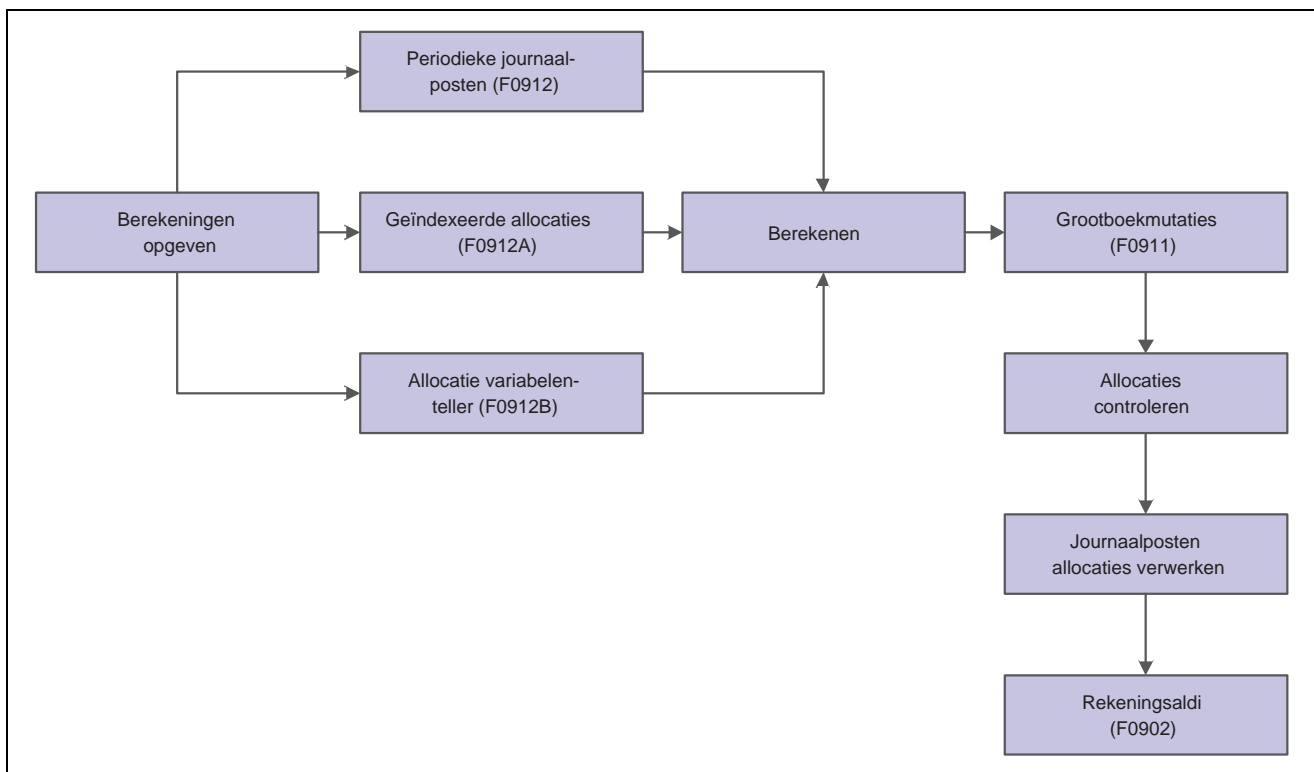 Periodieke journaal-
posten (F0912)
Berekeningen
opgeven
Geïndexeerde allocaties
(F0912A)
Berekenen
Grootboekmutaties
(F0911)
Allocatie variabelen-
teller (F0912B)
Allocaties
controleren
Journaalposten
allocaties verwerken
Rekeningsaldi
(F0902)